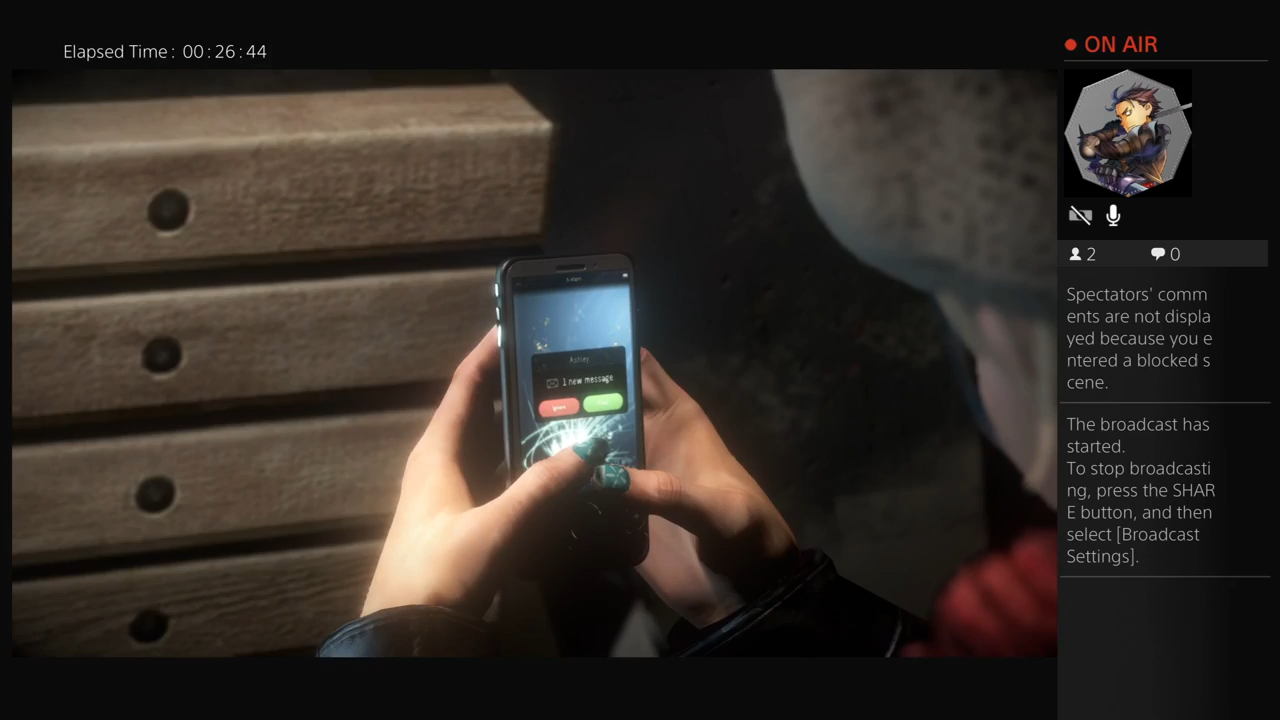 Elapsed Time: 00:26:44
ON AIR
2
0
Spectators' comm
ents are not displa
yed because you e
ntered a blocked s
cene.
The broadcast has
started.
To stop broadcasti
ng, press the SHAR
E button, and then
select [Broadcast
Settings].
Ashley
1 new message
Ignore